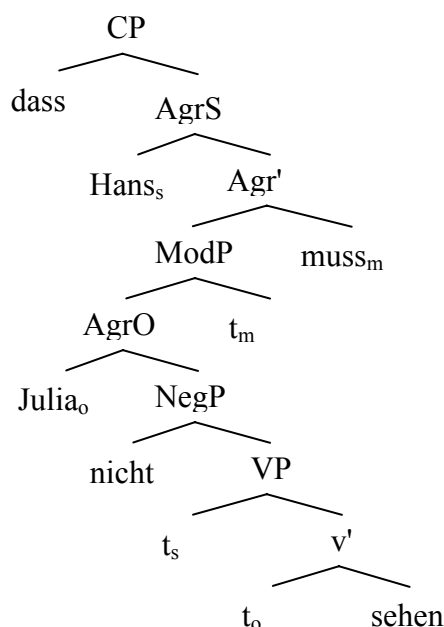 CP
dass AgrS
Hansₛ Agr'
ModP mussₘ
AgrO tₘ
Juliaₒ NegP
nicht VP
tₛ v'
tₒ sehen